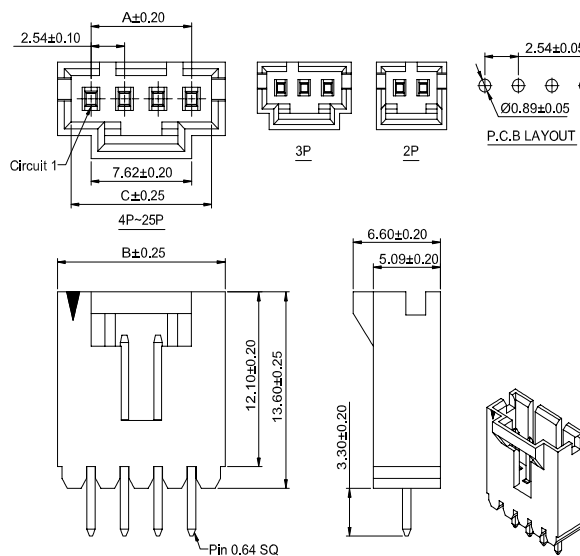 A±0.20
2.54±0.10
2.54±0.05
Ø0.89±0.05
P.C.B LAYOUT
Circuit 1
3P
2P
7.62±0.20
C±0.25
4P~25P
B±0.25
6.60±0.20
5.09±0.20
12.10±0.20
13.60±0.25
3.30±0.20
Pin 0.64 SQ